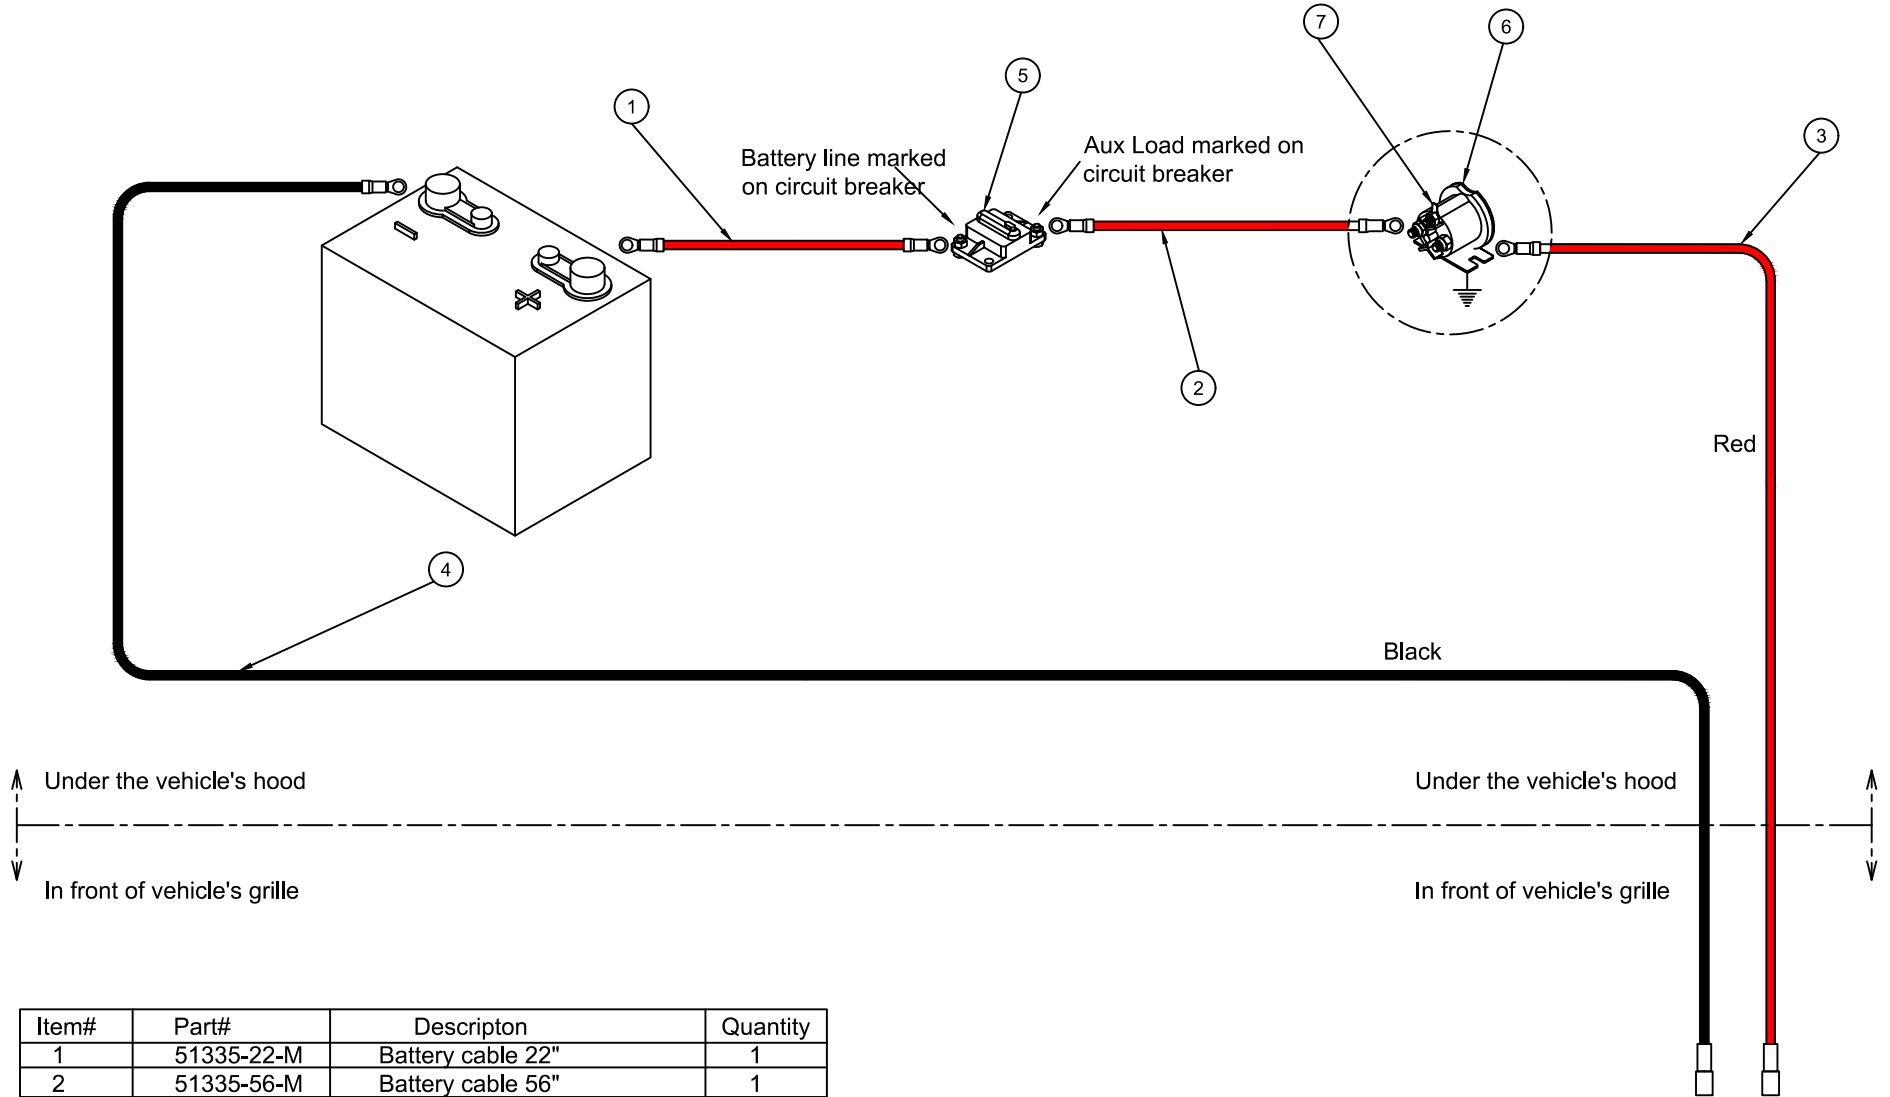 7
6
5
1
3
Battery line marked
on circuit breaker
Aux Load marked on
circuit breaker
2
Red
4
Black
Under the vehicle's hood
Under the vehicle's hood
In front of vehicle's grille
In front of vehicle's grille
Item# Part# Descripton Quantity
1 51335-22-M Battery cable 22" 1
2 51335-56-M Battery cable 56" 1